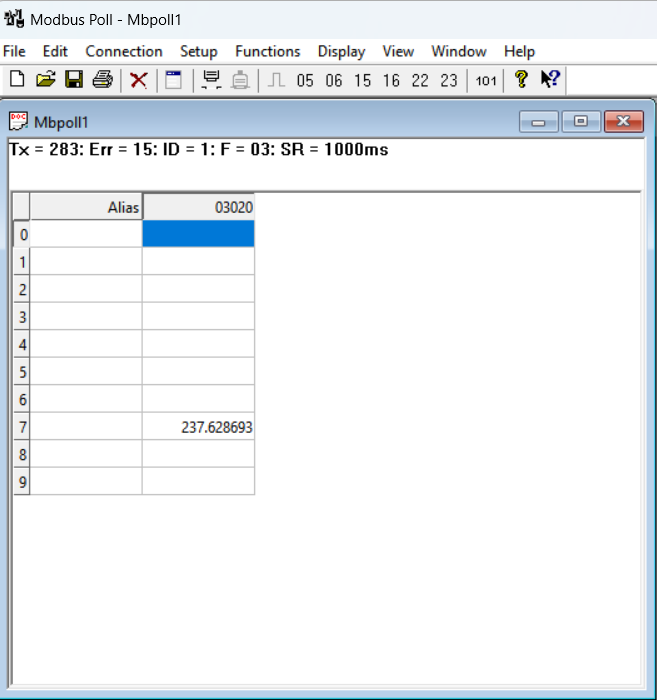 Modbus Poll - Mbpoll1
File Edit Connection Setup Functions Display View Window Help
05 06 15 16 22 23 101 ? ?
DOC Mbpoll1
Tx = 283: Err = 15: ID = 1: F = 03: SR = 1000ms
Alias 03020
0
1
2
3
4
5
6
7 237.628693
8
9